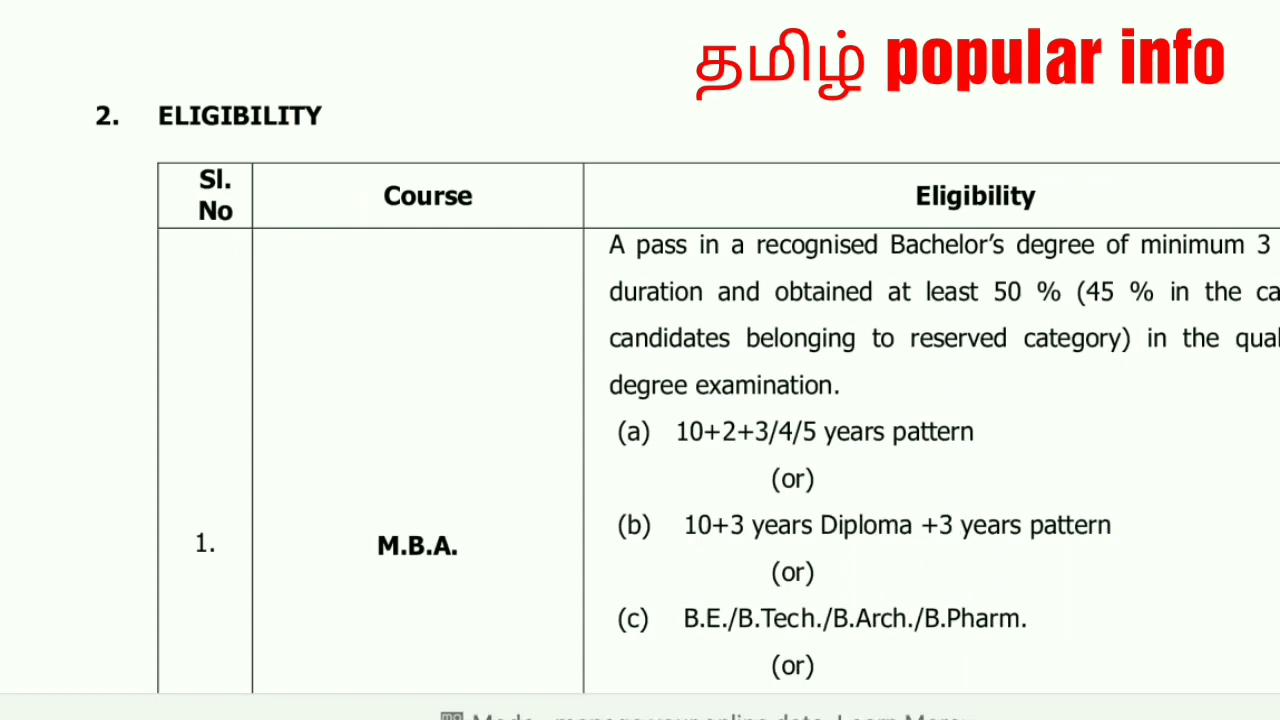 தமிழ் popular info
2. ELIGIBILITY
Sl. No
Course
Eligibility
1.
M.B.A.
A pass in a recognised Bachelor's degree of minimum 3
duration and obtained at least 50 % (45 % in the
candidates belonging to reserved category) in the
degree examination.
(a) 10+2+3/4/5 years pattern
(or)
(b) 10+3 years Diploma +3 years pattern
(or)
(c) B.E./B.Tech./B.Arch./B.Pharm.
(or)